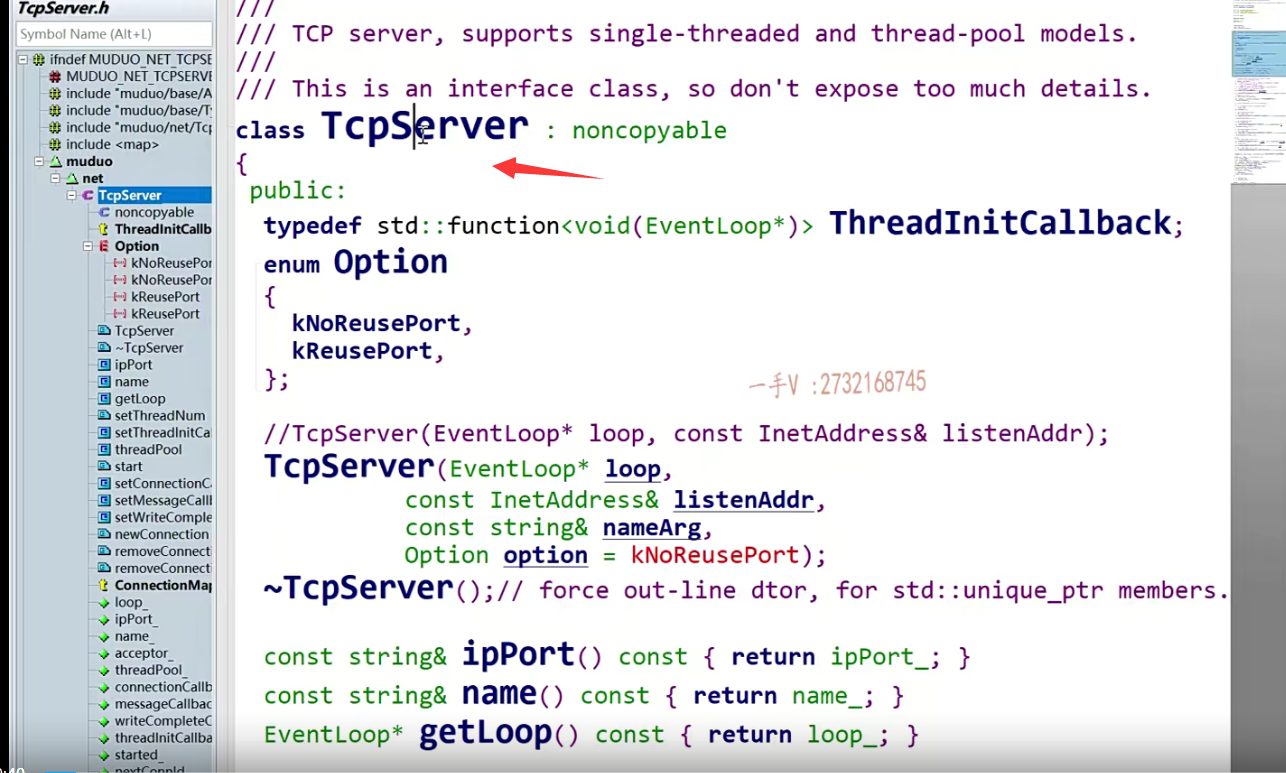 TcpServer.h
Symbol Name (Alt+L)
ifndef MUDUO_NET_TCPSE
MUDUO_NET_TCPSERVE
include "muduo/base/A
include "muduo/base/Ty
include "muduo/net/Tcp
include <map>
muduo
net
TcpServer
noncopyable
ThreadInitCallb
Option
kNoReusePor
kNoReusePor
kReusePort
kReusePort
TcpServer
~TcpServer
ipPort
name
getLoop
setThreadNum
setThreadInitCal
threadPool
start
setConnectionCa
setMessageCall
setWriteComple
newConnection
removeConnect
removeConnect
ConnectionMap
loop_
ipPort_
name_
acceptor_
threadPool_
connectionCallb
messageCallbac
writeCompleteC
threadInitCallba
started_
nextConnId
///
/// TCP server, supports single-threaded and thread-pool models.
///
/// This is an interface class, so don't expose too much details.
class TcpServer : noncopyable
{
public:
typedef std::function<void(EventLoop*)> ThreadInitCallback;
enum Option
{
kNoReusePort,
kReusePort,
};
一手V :2732168745
//TcpServer(EventLoop* loop, const InetAddress& listenAddr);
TcpServer(EventLoop* loop,
const InetAddress& listenAddr,
const string& nameArg,
Option option = kNoReusePort);
~TcpServer();// force out-line dtor, for std::unique_ptr members.
const string& ipPort() const { return ipPort_; }
const string& name() const { return name_; }
EventLoop* getLoop() const { return loop_; }